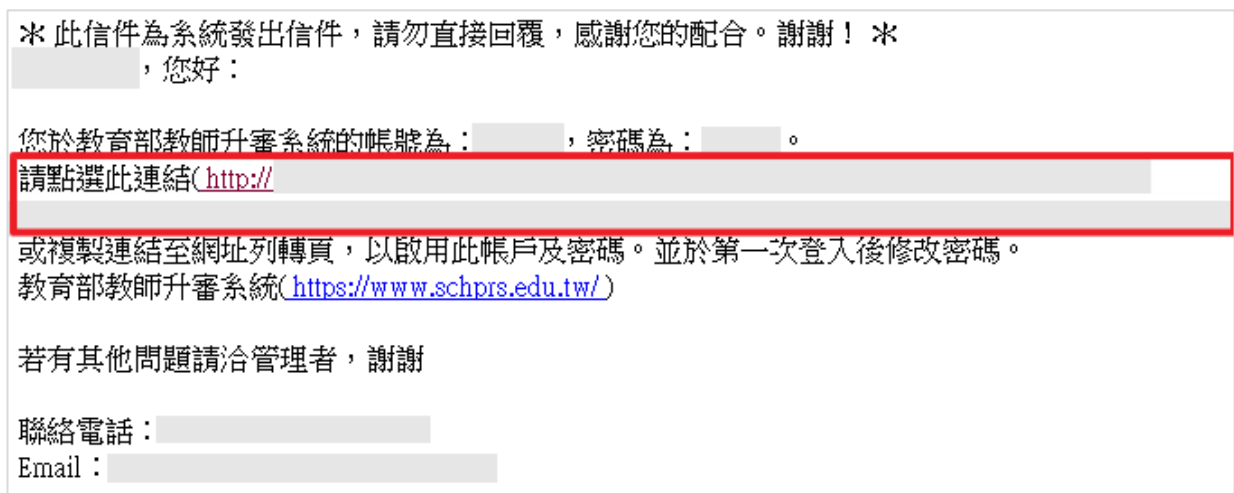 ＊ 此信件為系統發出信件，請勿直接回覆，感謝您的配合。謝謝！ ＊
，您好：
您於教育部教師升審系統的帳號為：，密碼為：。
請點選此連結( http://
或複製連結至網址列轉頁，以啟用此帳戶及密碼。並於第一次登入後修改密碼。
教育部教師升審系統( https://www.schprs.edu.tw/ )
若有其他問題請洽管理者，謝謝
聯絡電話：
Email：